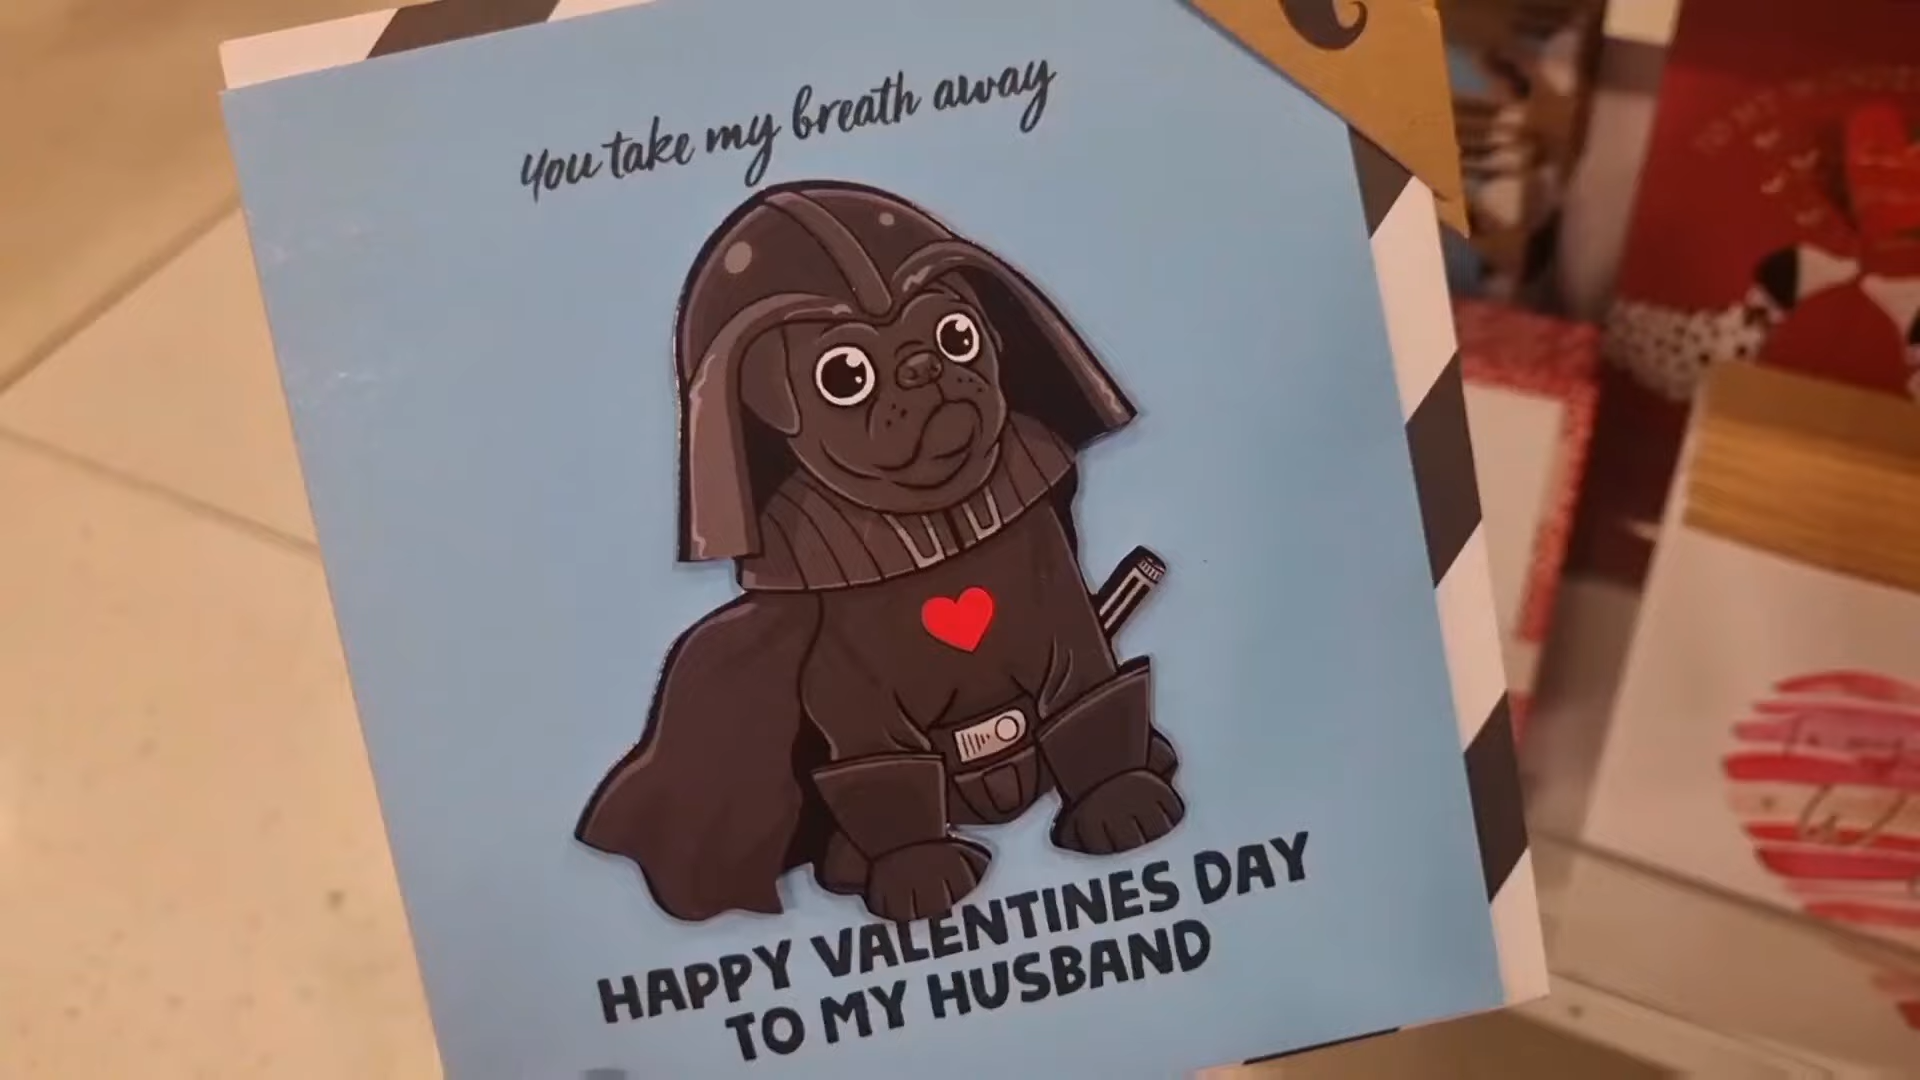 you take my breath away
HAPPY VALENTINES DAY
TO MY HUSBAND